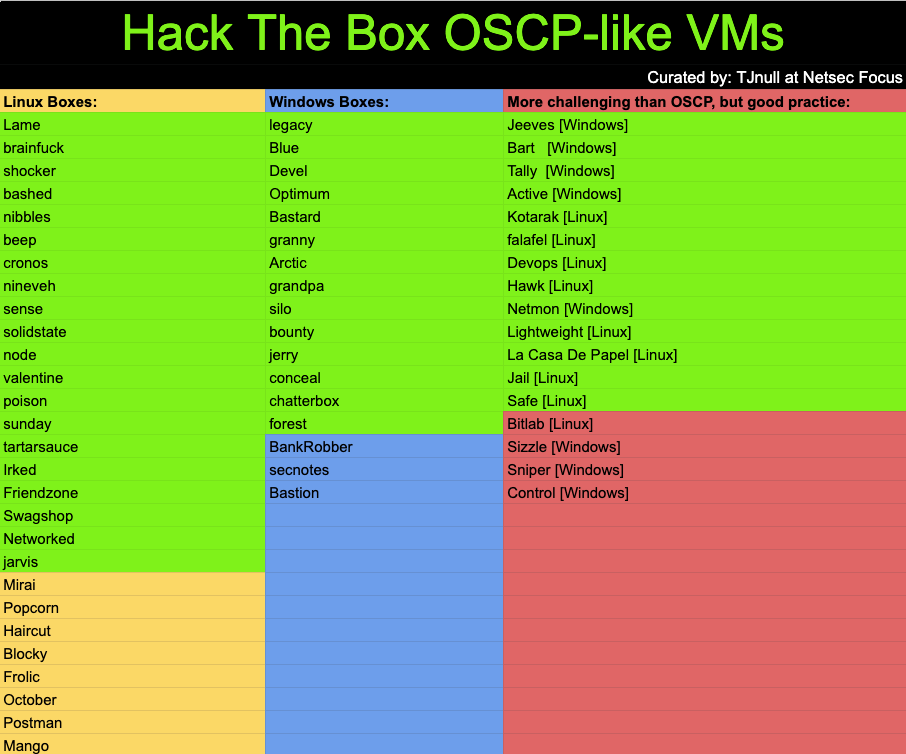 Hack The Box OSCP-like VMs
Curated by: TJnull at Netsec Focus
Linux Boxes: Windows Boxes: More challenging than OSCP, but good practice:
Lame legacy Jeeves [Windows]
brainfuck Blue Bart [Windows]
shocker Devel Tally [Windows]
bashed Optimum Active [Windows]
nibbles Bastard Kotarak [Linux]
beep granny falafel [Linux]
cronos Arctic Devops [Linux]
nineveh grandpa Hawk [Linux]
sense silo Netmon [Windows]
solidstate bounty Lightweight [Linux]
node jerry La Casa De Papel [Linux]
valentine conceal Jail [Linux]
poison chatterbox Safe [Linux]
sunday forest Bitlab [Linux]
tartarsauce BankRobber Sizzle [Windows]
Irked secnotes Sniper [Windows]
Friendzone Bastion Control [Windows]
Swagshop
Networked
jarvis
Mirai
Popcorn
Haircut
Blocky
Frolic
October
Postman
Mango